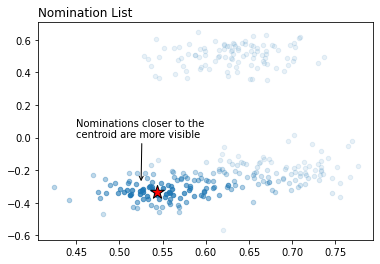 Nomination List
0.6
0.4
0.2
0.0
−0.2
−0.4
−0.6
Nominations closer to the
centroid are more visible
0.45 0.50 0.55 0.60 0.65 0.70 0.75